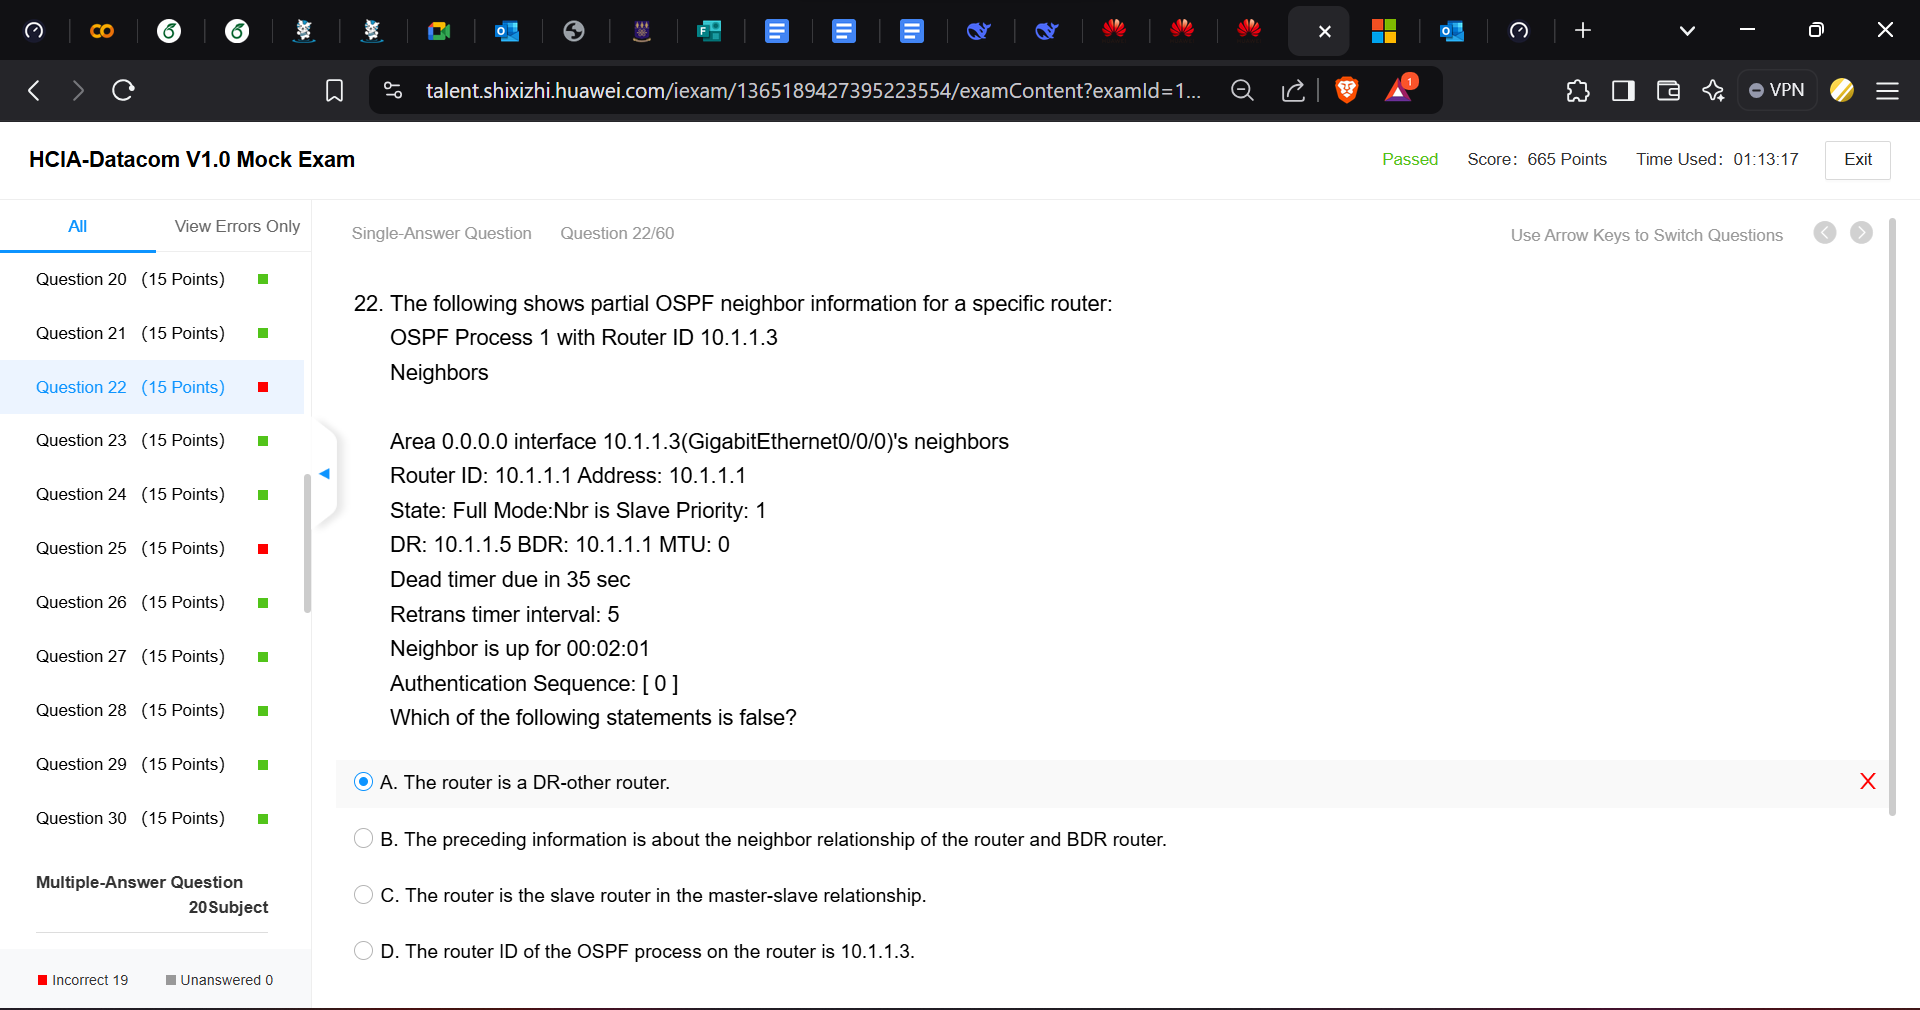 talent.shixizhi.huawei.com/iexam/1365189427395223554/examContent?examId=1...
1
VPN
HCIA-Datacom V1.0 Mock Exam
Passed
Score: 665 Points
Time Used: 01:13:17
Exit
All
View Errors Only
Question 20 (15 Points)
Question 21 (15 Points)
Question 22 (15 Points)
Question 23 (15 Points)
Question 24 (15 Points)
Question 25 (15 Points)
Question 26 (15 Points)
Question 27 (15 Points)
Question 28 (15 Points)
Question 29 (15 Points)
Question 30 (15 Points)
Multiple-Answer Question
20Subject
Incorrect 19
Unanswered 0
Single-Answer Question
Question 22/60
Use Arrow Keys to Switch Questions
22. The following shows partial OSPF neighbor information for a specific router:
OSPF Process 1 with Router ID 10.1.1.3
Neighbors
Area 0.0.0.0 interface 10.1.1.3(GigabitEthernet0/0/0)'s neighbors
Router ID: 10.1.1.1 Address: 10.1.1.1
State: Full Mode:Nbr is Slave Priority: 1
DR: 10.1.1.5 BDR: 10.1.1.1 MTU: 0
Dead timer due in 35 sec
Retrans timer interval: 5
Neighbor is up for 00:02:01
Authentication Sequence: [ 0 ]
Which of the following statements is false?
A. The router is a DR-other router.
B. The preceding information is about the neighbor relationship of the router and BDR router.
C. The router is the slave router in the master-slave relationship.
D. The router ID of the OSPF process on the router is 10.1.1.3.